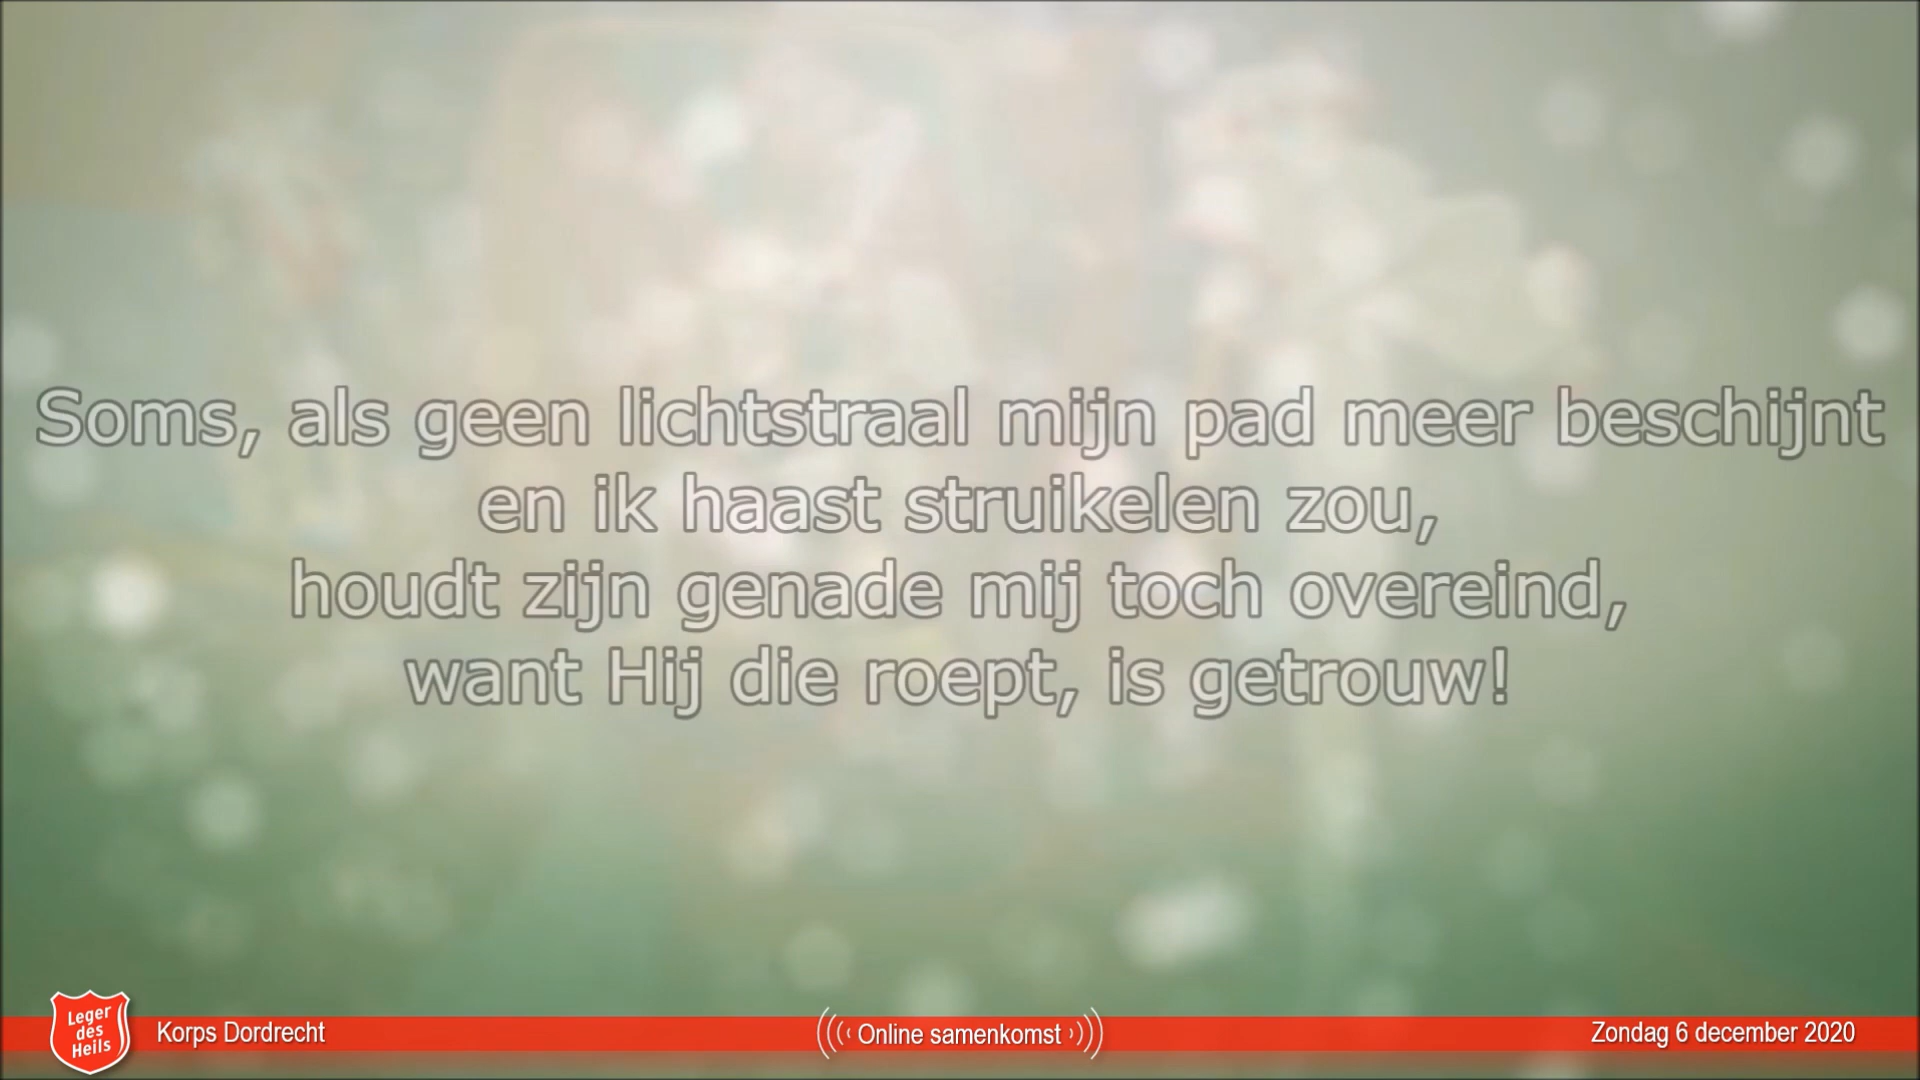 Soms, als geen lichtstraal mijn pad meer beschijnt
en ik haast struikelen zou,
houdt zijn genade mij toch overeind,
want Hij die roept, is getrouw!
Leger
des
Heils
Korps Dordrecht
Online samenkomst
Zondag 6 december 2020